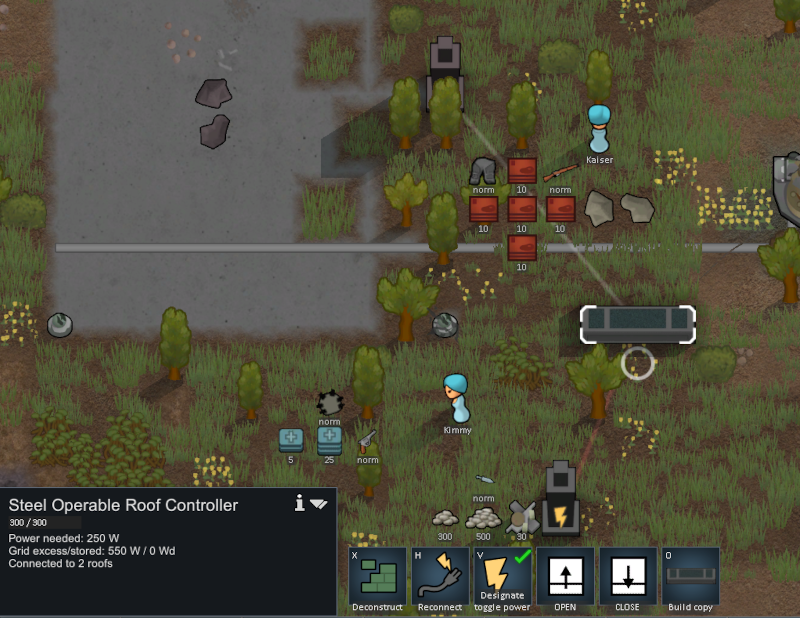 Kaiser
norm
10
norm
10
10
10
10
norm
5
25
norm
Kimmy
norm
300
500
30
Steel Operable Roof Controller
i
300 / 300
Power needed: 250 W
Grid excess/stored: 550 W / 0 Wd
Connected to 2 roofs
X
Deconstruct
H
Reconnect
V
Designate
toggle power
OPEN
CLOSE
O
Build copy